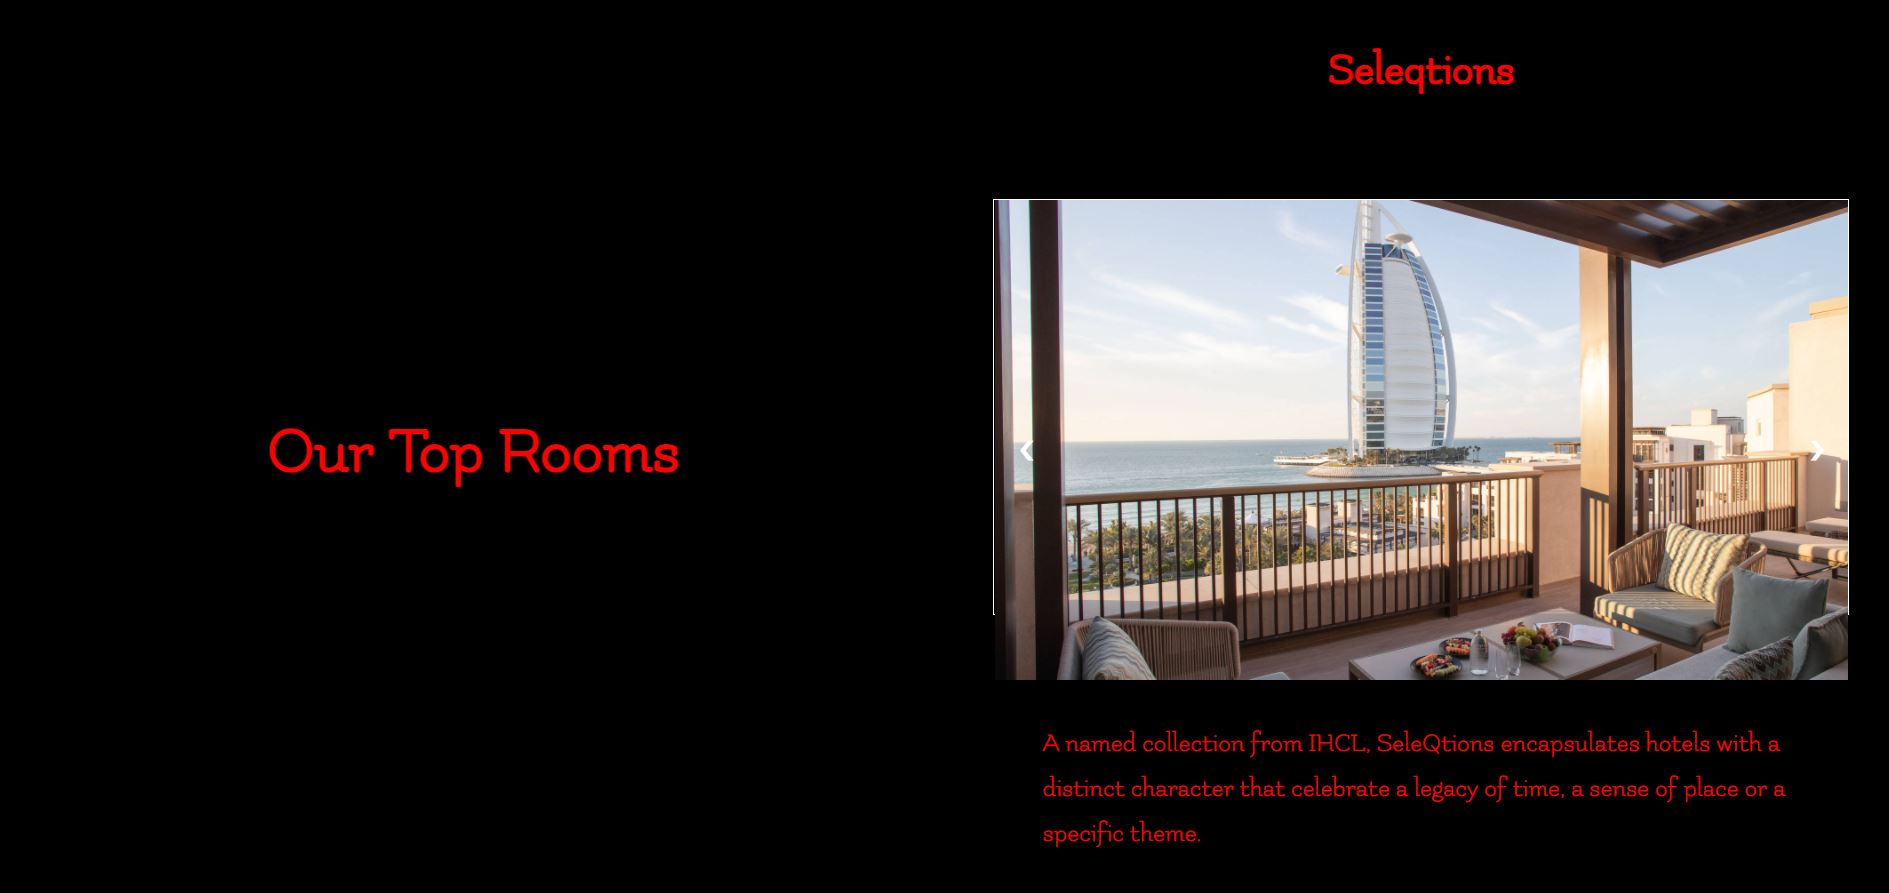 Seleqtions
Our Top Rooms
A named collection from IHCL, SeleQtions encapsulates hotels with a
distinct character that celebrate a legacy of time, a sense of place or a
specific theme.